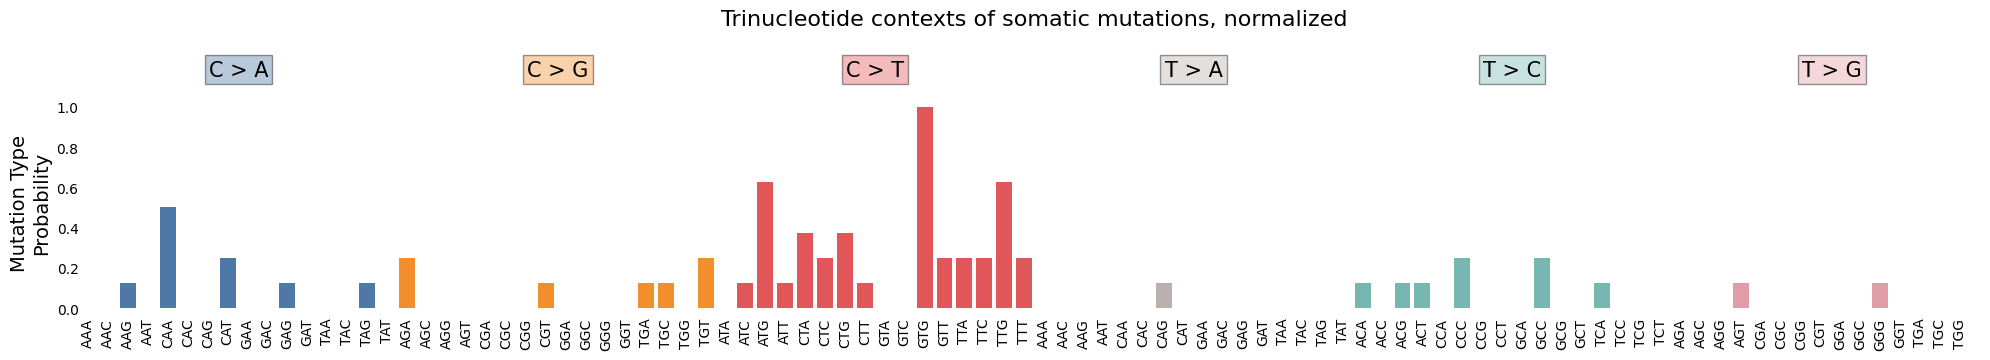 Trinucleotide contexts of somatic mutations, normalized
C > A
C > G
C > T
T > A
T > C
T > G
Mutation Type
Probability
1.0
0.8
0.6
0.4
0.2
0.0
AAA
AAC
AAG
AAT
CAA
CAC
CAG
CAT
GAA
GAC
GAG
GAT
TAA
TAC
TAG
TAT
AGA
AGC
AGG
AGT
CGA
CGC
CGG
CGT
GGA
GGC
GGG
GGT
TGA
TGC
TGG
TGT
ATA
ATC
ATG
ATT
CTA
CTC
CTG
CTT
GTA
GTC
GTG
GTT
TTA
TTC
TTG
TTT
AAA
AAC
AAG
AAT
CAA
CAC
CAG
CAT
GAA
GAC
GAG
GAT
TAA
TAC
TAG
TAT
ACA
ACC
ACG
ACT
CCA
CCC
CCG
CCT
GCA
GCC
GCG
GCT
TCA
TCC
TCG
TCT
AGA
AGC
AGG
AGT
CGA
CGC
CGG
CGT
GGA
GGC
GGG
GGT
TGA
TGC
TGG